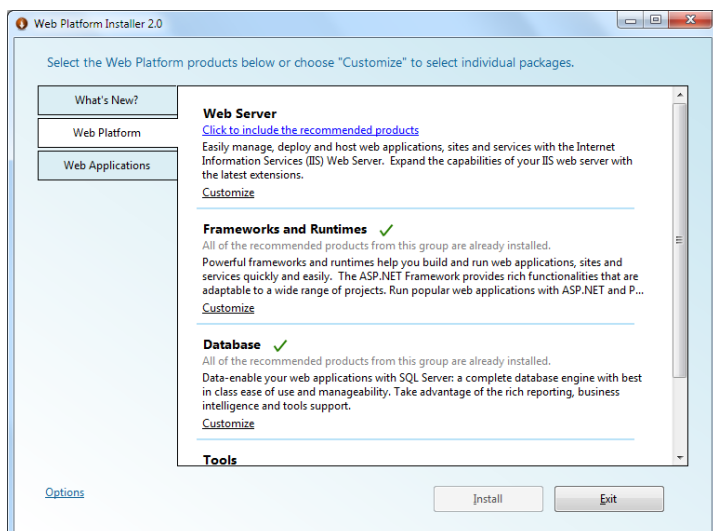 Web Platform Installer 2.0
Select the Web Platform products below or choose "Customize" to select individual packages.
What's New?
Web Platform
Web Applications
Web Server
Click to include the recommended products
Easily manage, deploy and host web applications, sites and services with the Internet
Information Services (IIS) Web Server. Expand the capabilities of your IIS web server with
the latest extensions.
Customize
Frameworks and Runtimes
All of the recommended products from this group are already installed.
Powerful frameworks and runtimes help you build and run web applications, sites and
services quickly and easily. The ASP.NET Framework provides rich functionalities that are
adaptable to a wide range of projects. Run popular web applications with ASP.NET and P...
Customize
Database
All of the recommended products from this group are already installed.
Data-enable your web applications with SQL Server: a complete database engine with best
in class ease of use and manageability. Take advantage of the rich reporting, business
intelligence and tools support.
Customize
Tools
Options
Install
Exit